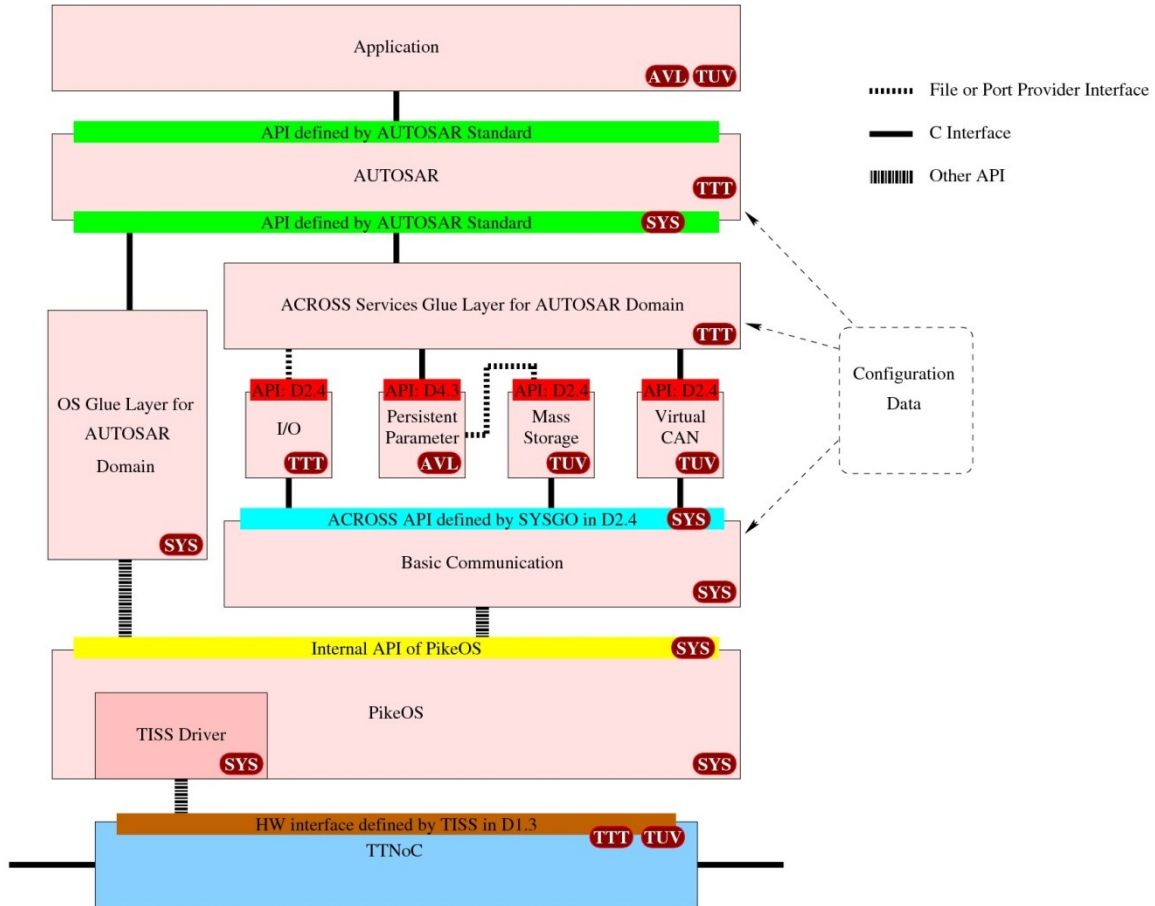 Application
AVL TUV
File or Port Provider Interface
C Interface
Other API
API defined by AUTOSAR Standard
AUTOSAR
TTT
API defined by AUTOSAR Standard
SYS
ACROSS Services Glue Layer for AUTOSAR Domain
TTT
Configuration
Data
OS Glue Layer for
AUTOSAR
Domain
SYS
API: D2.4
I/O
TTT
API: D4.3
Persistent
Parameter
AVL
API: D2.4
Mass
Storage
TUV
API: D2.4
Virtual
CAN
TUV
ACROSS API defined by SYSGO in D2.4
SYS
Basic Communication
SYS
Internal API of PikeOS
SYS
PikeOS
TISS Driver
SYS
SYS
HW interface defined by TISS in D1.3
TTT TUV
TTNoC